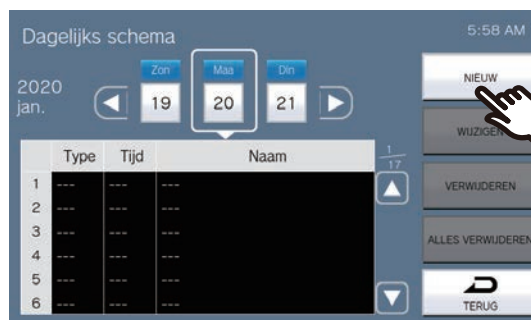 Dagelijks schema
5:58 AM
2020
jan.
Zon
19
Maa
20
Din
21
NIEUW
WIJZIGEN
VERWIJDEREN
ALLES VERWIJDEREN
TERUG
1
17
Type Tijd Naam
1 --- --- ---
2 --- --- ---
3 --- --- ---
4 --- --- ---
5 --- --- ---
6 --- --- ---